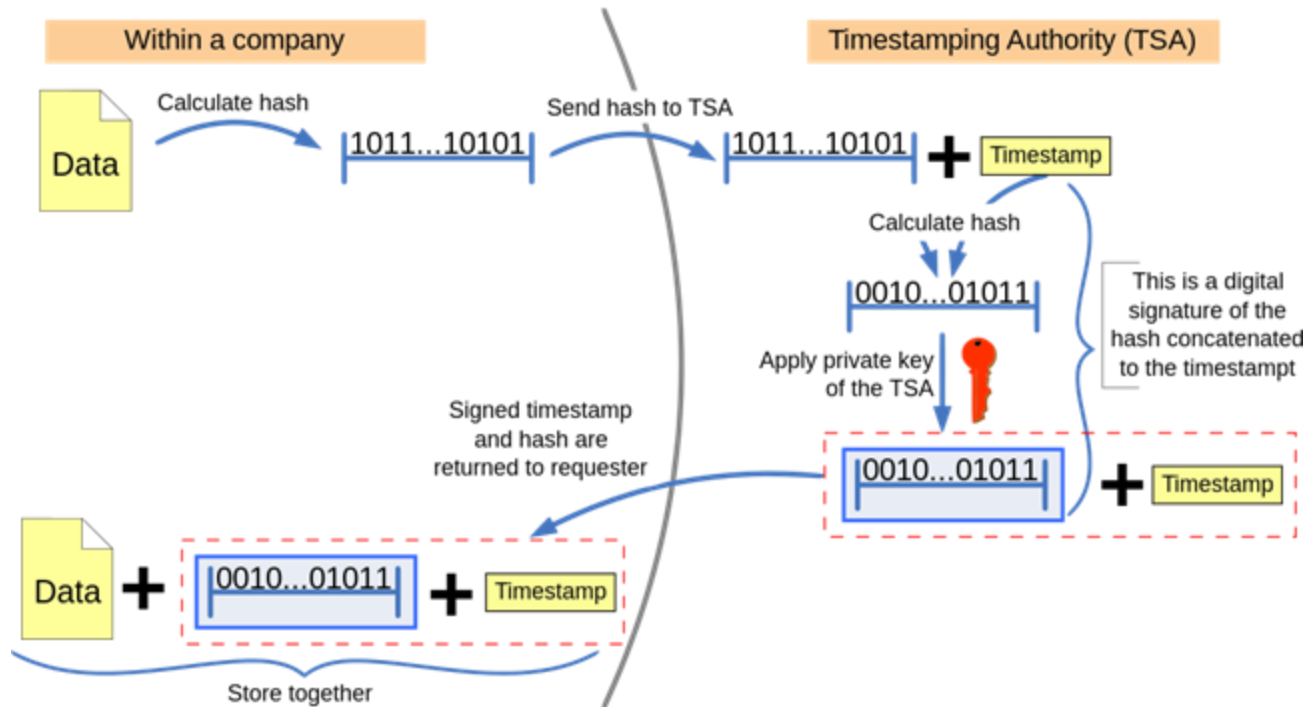 Within a company
Timestamping Authority (TSA)
Data
Calculate hash
1011...10101
Send hash to TSA
1011...10101
Timestamp
Calculate hash
0010...01011
This is a digital
signature of the
hash concatenated
to the timestampt
Apply private key
of the TSA
Signed timestamp
and hash are
returned to requester
0010...01011
Timestamp
Data
0010...01011
Timestamp
Store together